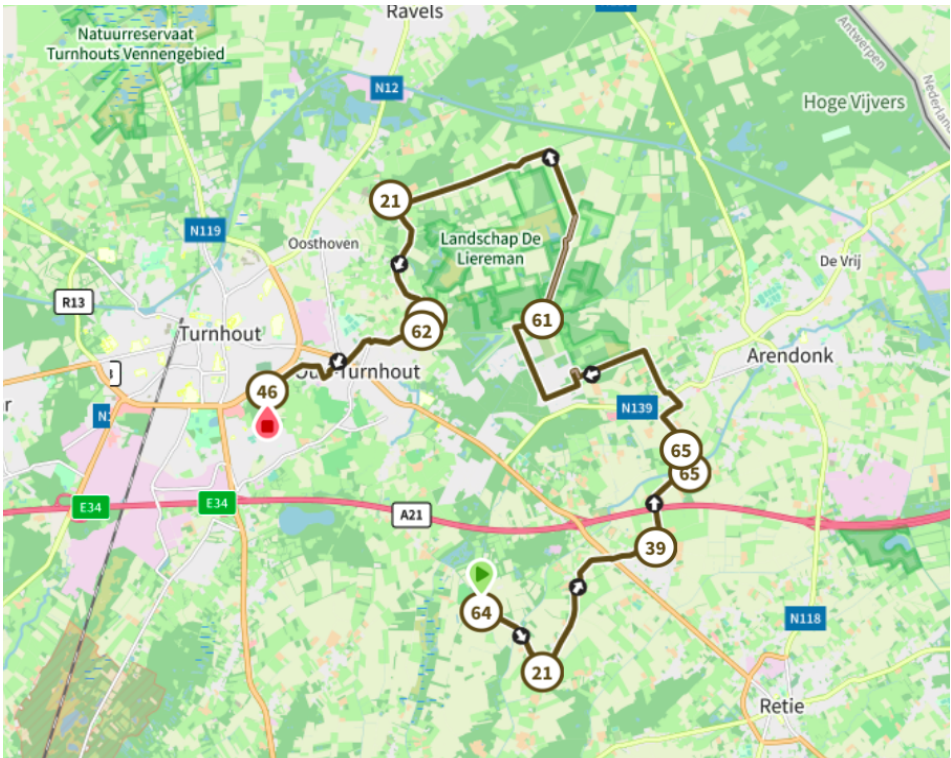 Ravels
Natuurreservaat
Turnhouts Vennengebied
N12
Antwerpen
Hoge Vijvers
21
N119
Oosthoven
Landschap De
Liereman
De Vrij
R13
61
62
Turnhout
Arendonk
46
N139
65
65
E34
E34
A21
39
64
N118
21
Retie